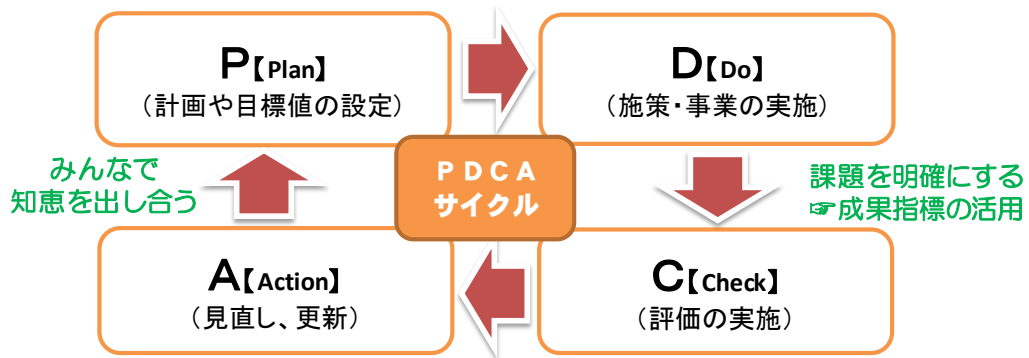 P【Plan】
（計画や目標値の設定）
D【Do】
（施策・事業の実施）
みんなで
知恵を出し合う
PDCA
サイクル
課題を明確にする
☞成果指標の活用
A【Action】
（見直し、更新）
C【Check】
（評価の実施）